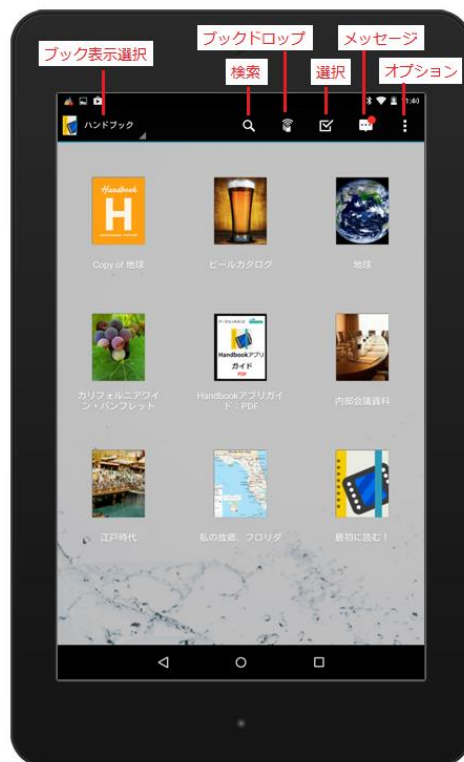 ブックドロップ
メッセージ
ブック表示選択
検索
選択
オプション
1:40
ハンドブック
Handbook
H
Copy of 地球
ビールカタログ
地球
Handbookアプリ
ガイド
PDF
カリフォルニアワイ
ン・パンフレット
Handbookアプリガイ
ド：PDF
内部会議資料
江戸時代
私の故郷、フロリダ
最初に読む！